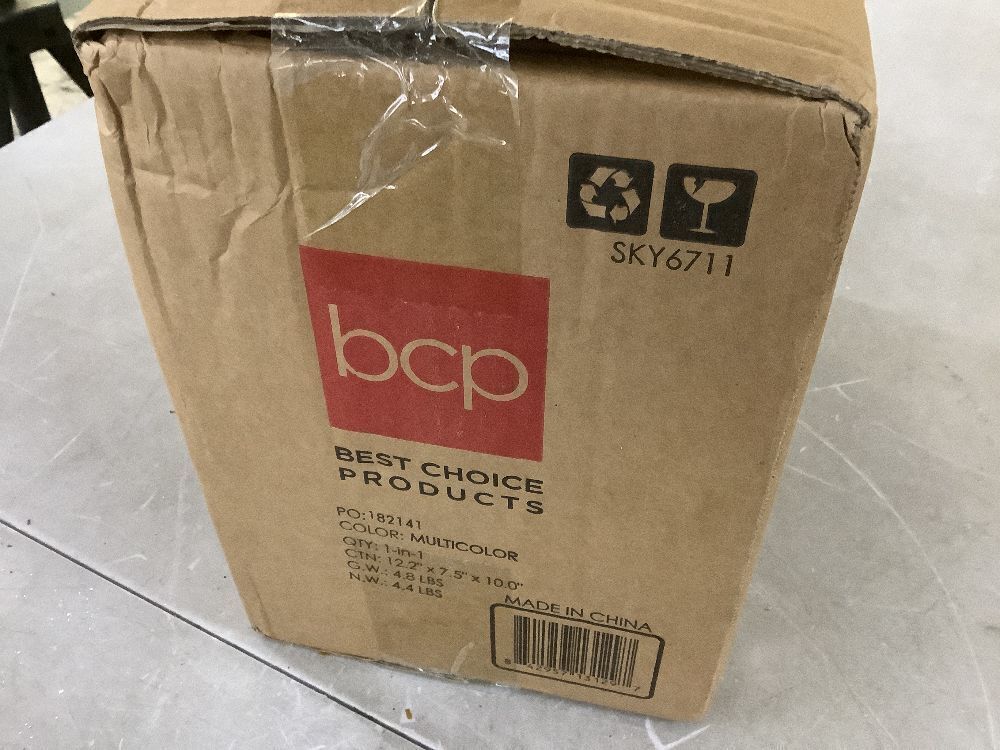 SKY6711
bcp
BEST CHOICE
PRODUCTS
PO:182141
COLOR: MULTICOLOR
QTY: 1-in-1
CTN: 12.2" x 7.5" x 10.0"
G.W.: 4.8 LBS
N.W.: 4.4 LBS
MADE IN CHINA